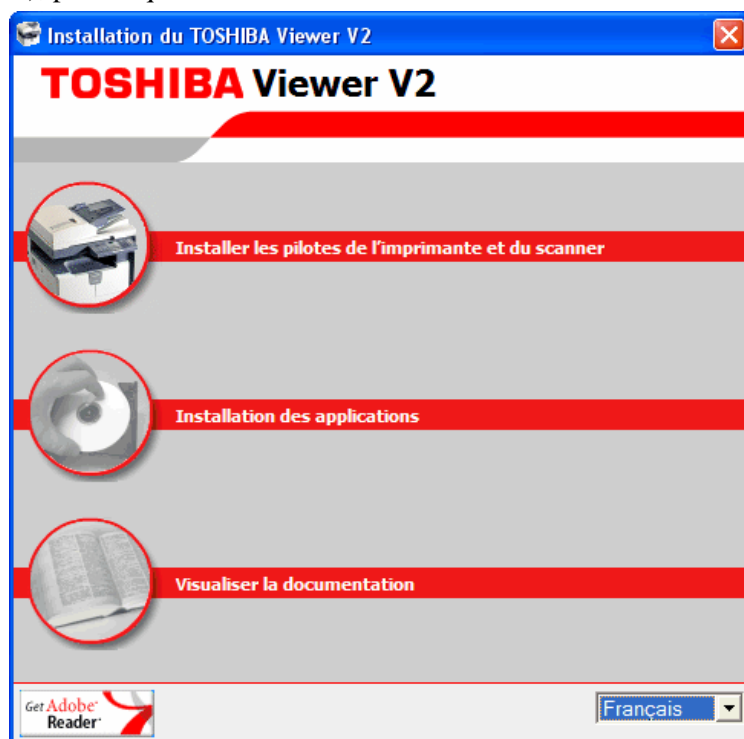 Installation du TOSHIBA Viewer V2
TOSHIBA Viewer V2
Installer les pilotes de l'imprimante et du scanner
Installation des applications
Visualiser la documentation
Get Adobe®
Reader®
Français